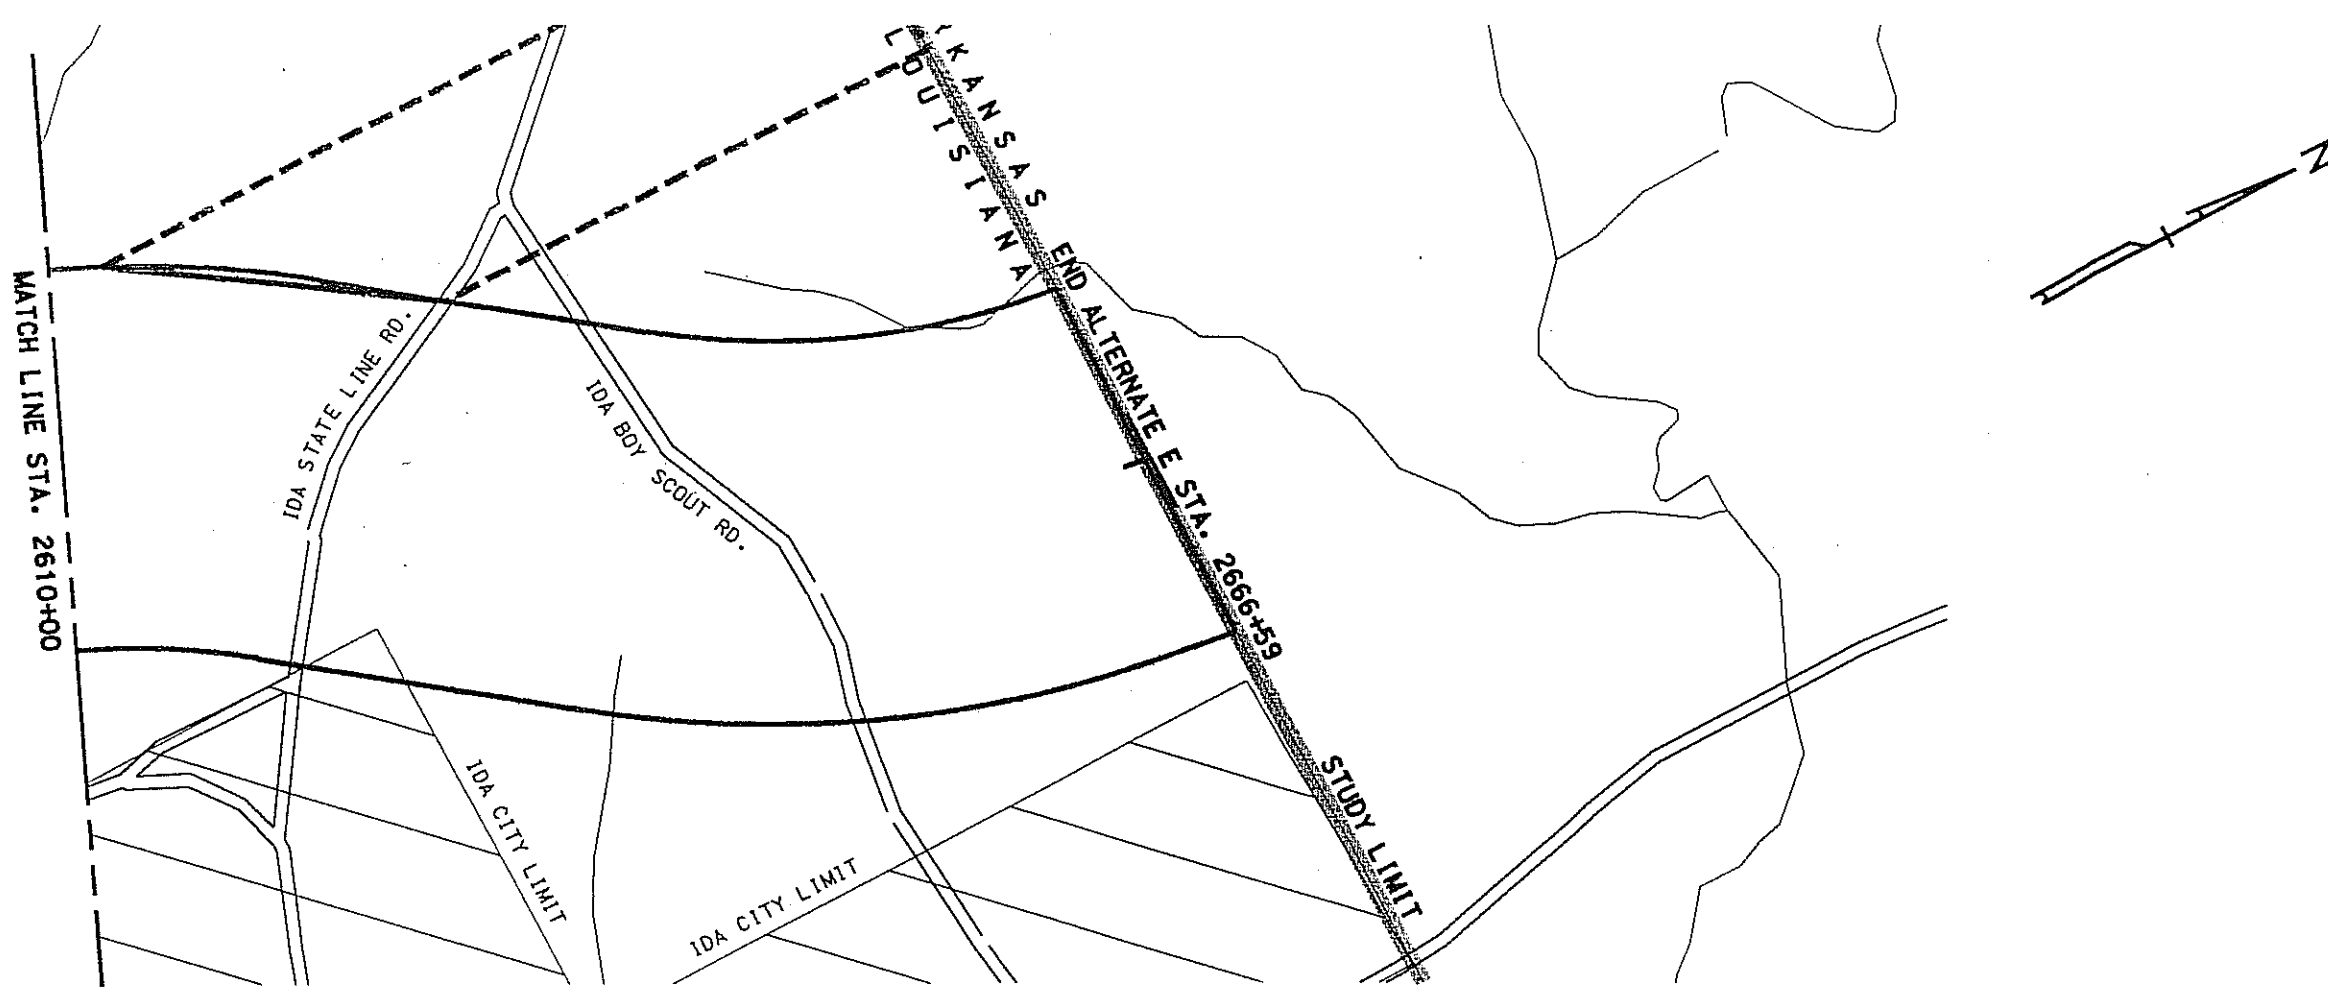 KANSAS
LOUISIANA
N
END ALTERNATE E STA. 2666+59
MATCH LINE STA. 2610+00
IDA STATE LINE RD.
IDA BOY SCOUT RD.
IDA CITY LIMIT
IDA CITY LIMIT
STUDY LIMIT